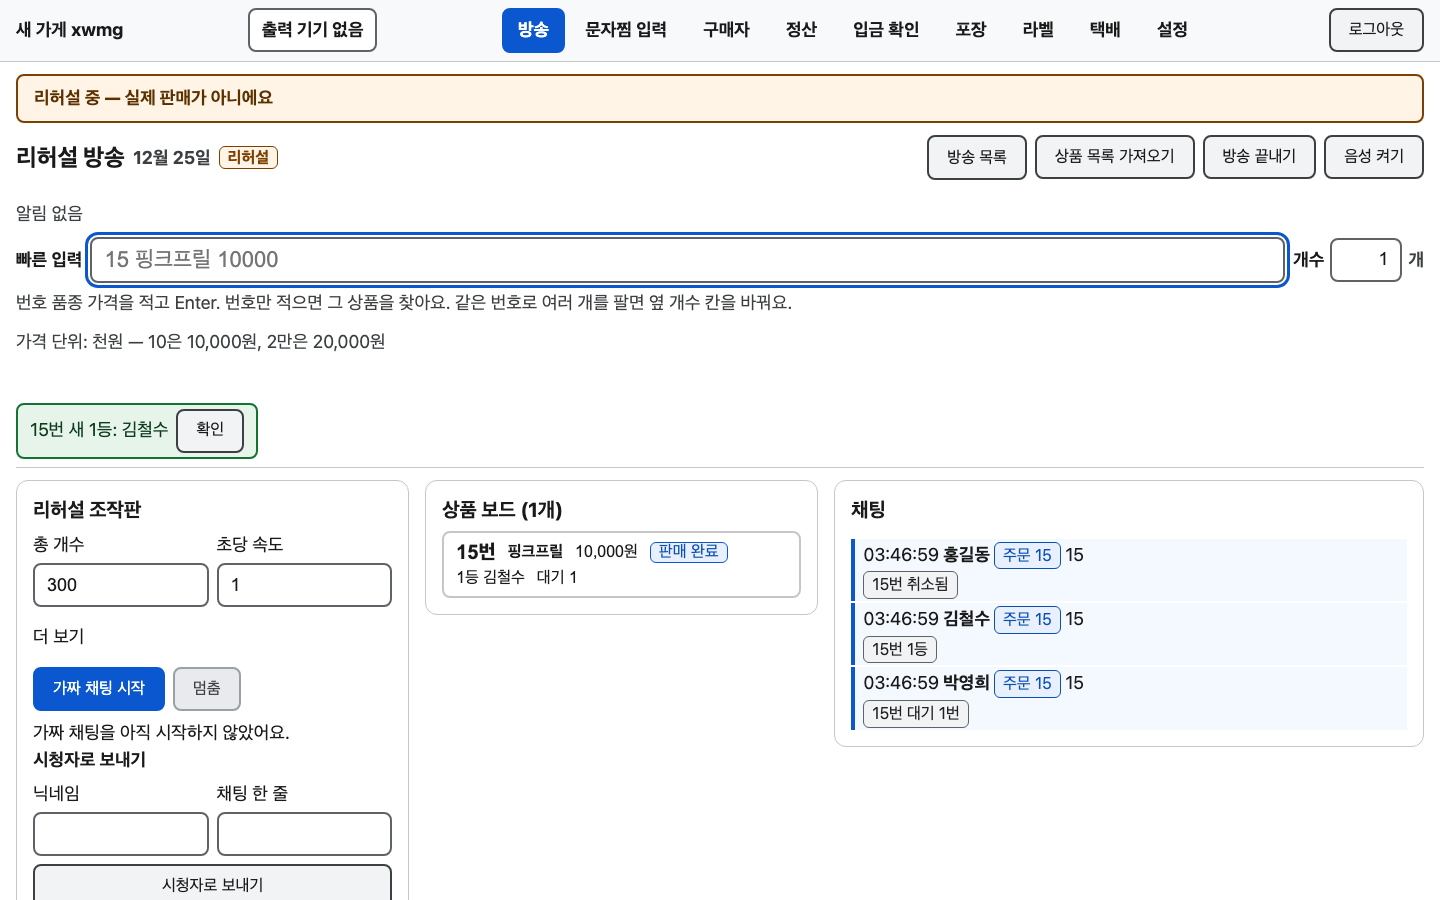 새 가게 xwmg
출력 기기 없음
방송
문자찜 입력
구매자
정산
입금 확인
포장
라벨
택배
설정
로그아웃
리허설 중 — 실제 판매가 아니에요
리허설 방송 12월 25일 리허설
방송 목록
상품 목록 가져오기
방송 끝내기
음성 켜기
알림 없음
빠른 입력 15 핑크프릴 10000 개수 1 개
번호 품종 가격을 적고 Enter. 번호만 적으면 그 상품을 찾아요. 같은 번호로 여러 개를 팔면 옆 개수 칸을 바꿔요.
가격 단위: 천원 — 10은 10,000원, 2만은 20,000원
15번 새 1등: 김철수 확인
리허설 조작판
총 개수 초당 속도
300 1
더 보기
가짜 채팅 시작 멈춤
가짜 채팅을 아직 시작하지 않았어요.
시청자로 보내기
닉네임 채팅 한 줄
시청자로 보내기
상품 보드 (1개)
15번 핑크프릴 10,000원 판매 완료
1등 김철수 대기 1
채팅
03:46:59 홍길동 주문 15 15
15번 취소됨
03:46:59 김철수 주문 15 15
15번 1등
03:46:59 박영희 주문 15 15
15번 대기 1번